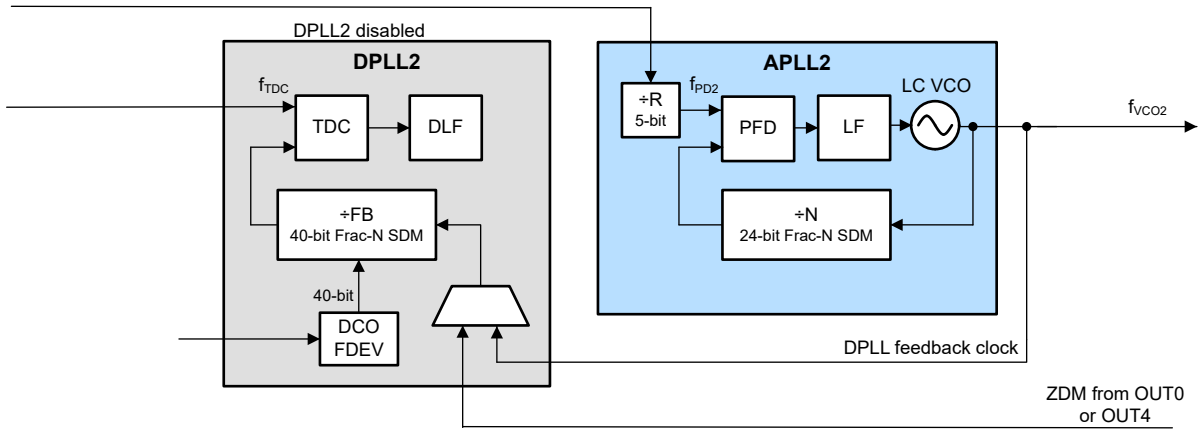 DPLL2 disabled
DPLL2
APLL2
fTDC
TDC
DLF
÷R
5-bit
fPD2
PFD
LF
LC VCO
fVCO2
÷FB
40-bit Frac-N SDM
÷N
24-bit Frac-N SDM
40-bit
DCO
FDEV
DPLL feedback clock
ZDM from OUT0
or OUT4